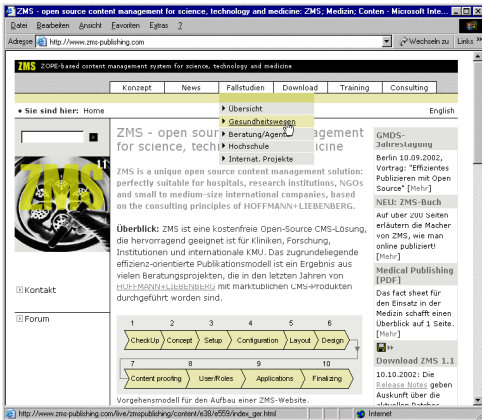 ZMS - open source content management for science, technology and medicine: ZMS; Medizin; Conten - Microsoft Inte...
Datei Bearbeiten Ansicht Favoriten Extras ?
Adresse http://www.zms-publishing.com Wechseln zu Links »
ZMS ZOPE-based content management system for science, technology and medicine
Konzept News Fallstudien Download Training Consulting
Sie sind hier: Home English
Übersicht
Gesundheitswesen
Beratung/Agentu
Hochschule
Internat. Projekte
ZMS - open sour agement
for science, tech icine
ZMS is a unique open source content management solution:
perfectly suitable for hospitals, research institutions, NGOs
and small to medium-size international companies, based
on the consulting principles of HOFFMANN+LIEBENBERG.
Überblick: ZMS ist eine kostenfreie Open-Source CMS-Lösung,
die hervorragend geeignet ist für Kliniken, Forschung,
Institutionen und internationale KMU. Das zugrundeliegende
effizienz-orientierte Publikationsmodell ist ein Ergebnis aus
vielen Beratungsprojekten, die in den letzten Jahren von
HOFFMANN+LIEBENBERG mit marktüblichen CMS-Produkten
durchgeführt worden sind.
1 2 3 4 5 6
CheckUp Concept Setup Configuration Layout Design
7 8 9 10
Content proofing User/Roles Applications Finalizing
Vorgehensmodell für den Aufbau einer ZMS-Website.
ZMS 1.1
Kontakt
Forum
GMDS-
Jahrestagung
Berlin 10.09.2002,
Vortrag: "Effizientes
Publizieren mit Open
Source" [Mehr]
NEU: ZMS-Buch
Auf über 200 Seiten
erläutern die Macher
von ZMS, wie man
online publiziert!
[Mehr]
Medical Publishing
[PDF]
Das fact sheet für
den Einsatz in der
Medizin schafft einen
Überblick auf 1 Seite.
[Mehr]
Download ZMS 1.1
10.10.2002: Die
Release Notes geben
Auskunft über die
aktuellen Patches
http://www.zms-publishing.com/live/zmspublishing/content/e38/e559/index_ger.html Internet